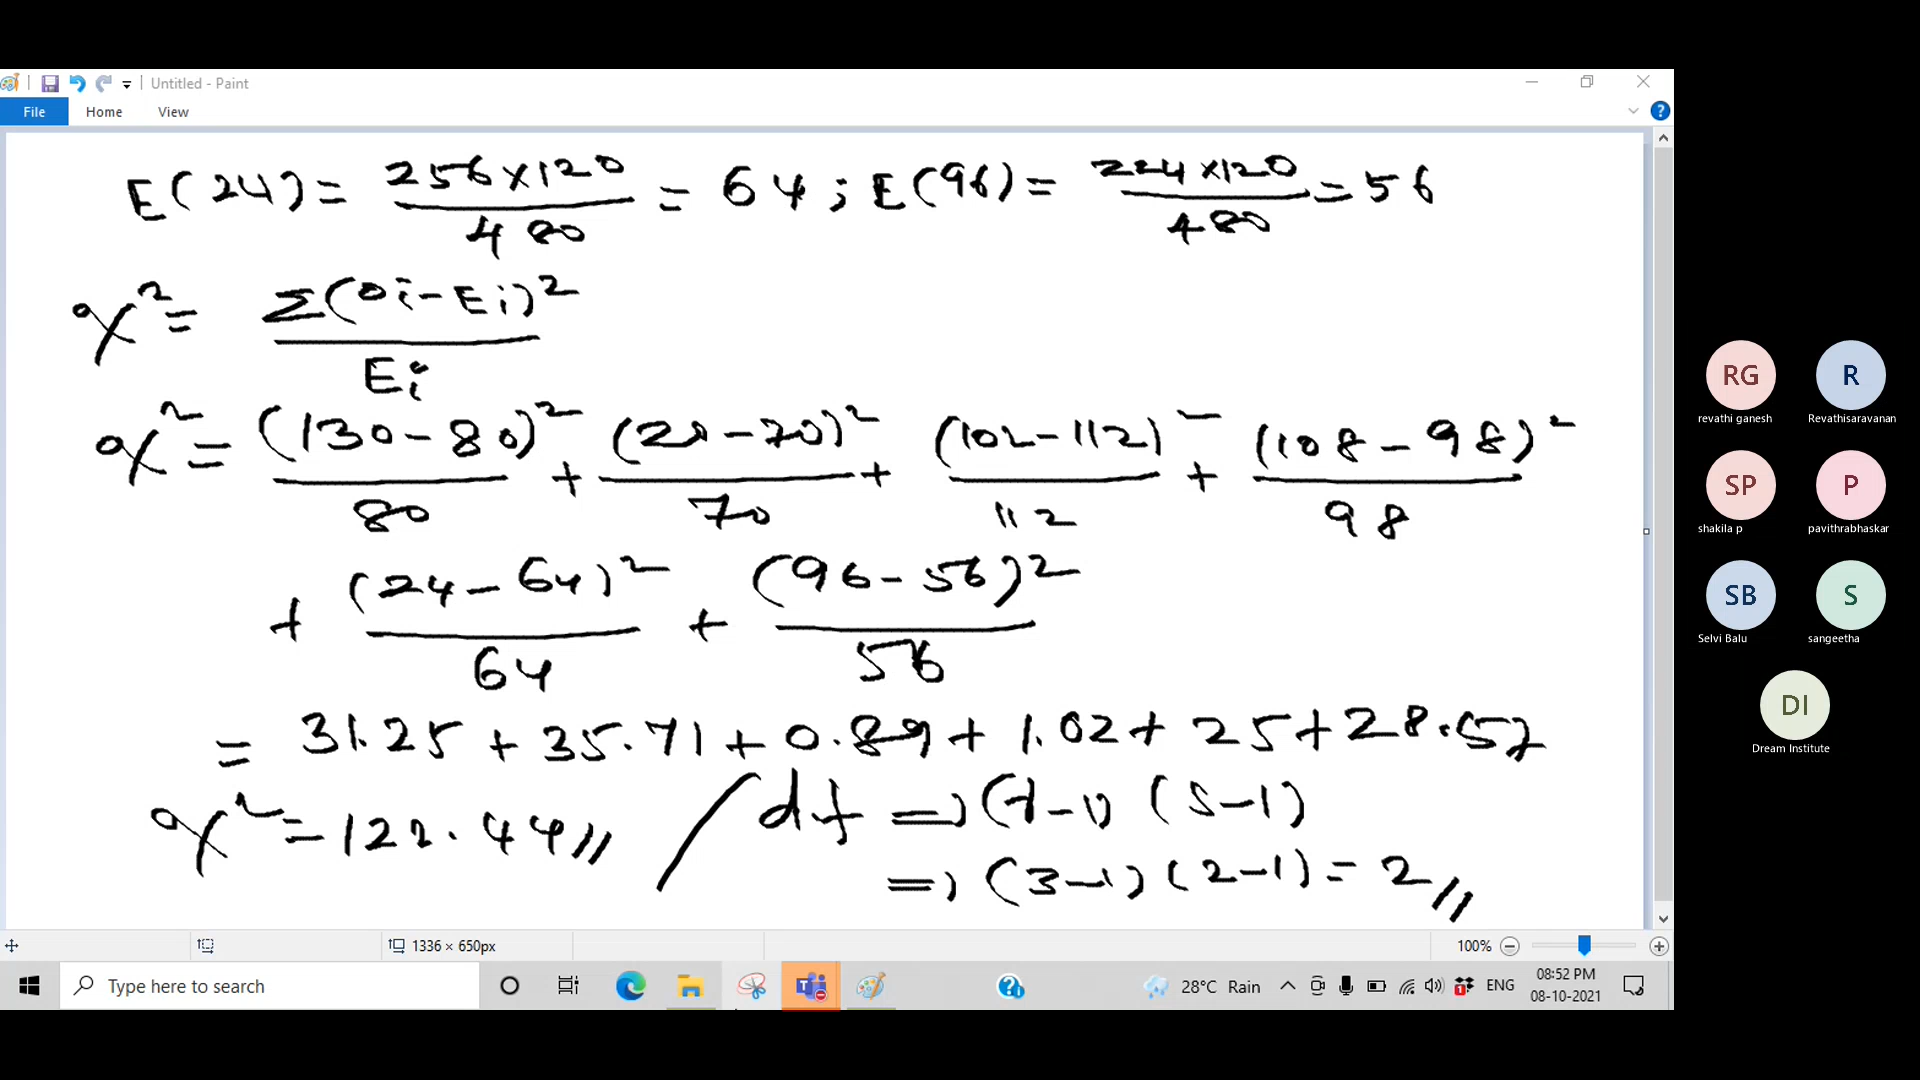 Untitled - Paint
File Home View
E(24) = 256×120 / 480 = 64 ; E(96) = 224×120 / 480 = 56
χ² = Σ(Oi-Ei)² / Ei
χ² = (130-80)² / 80 + (20-70)² / 70 + (102-112)² / 112 + (108-98)² / 98
+ (24-64)² / 64 + (96-56)² / 56
= 31.25 + 35.71 + 0.89 + 1.02 + 25 + 28.57
χ² = 122.44 // / df => (r-1) (s-1)
=> (3-1) (2-1) = 2 //
RG R
revathi ganesh Revathisaravanan
SP P
shakila p pavithrabhaskar
SB S
Selvi Balu sangeetha
DI
Dream Institute
1336 × 650px 100%
Type here to search 28°C Rain ENG 08:52 PM
08-10-2021